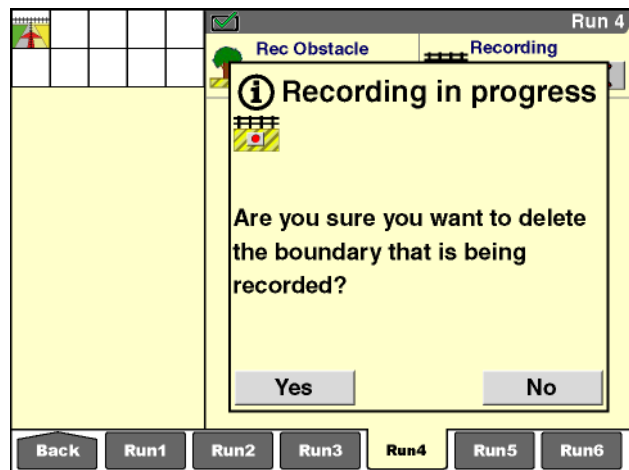 Run 4
Rec Obstacle
Recording
Recording in progress
Are you sure you want to delete
the boundary that is being
recorded?
Yes
No
Back
Run1
Run2
Run3
Run4
Run5
Run6